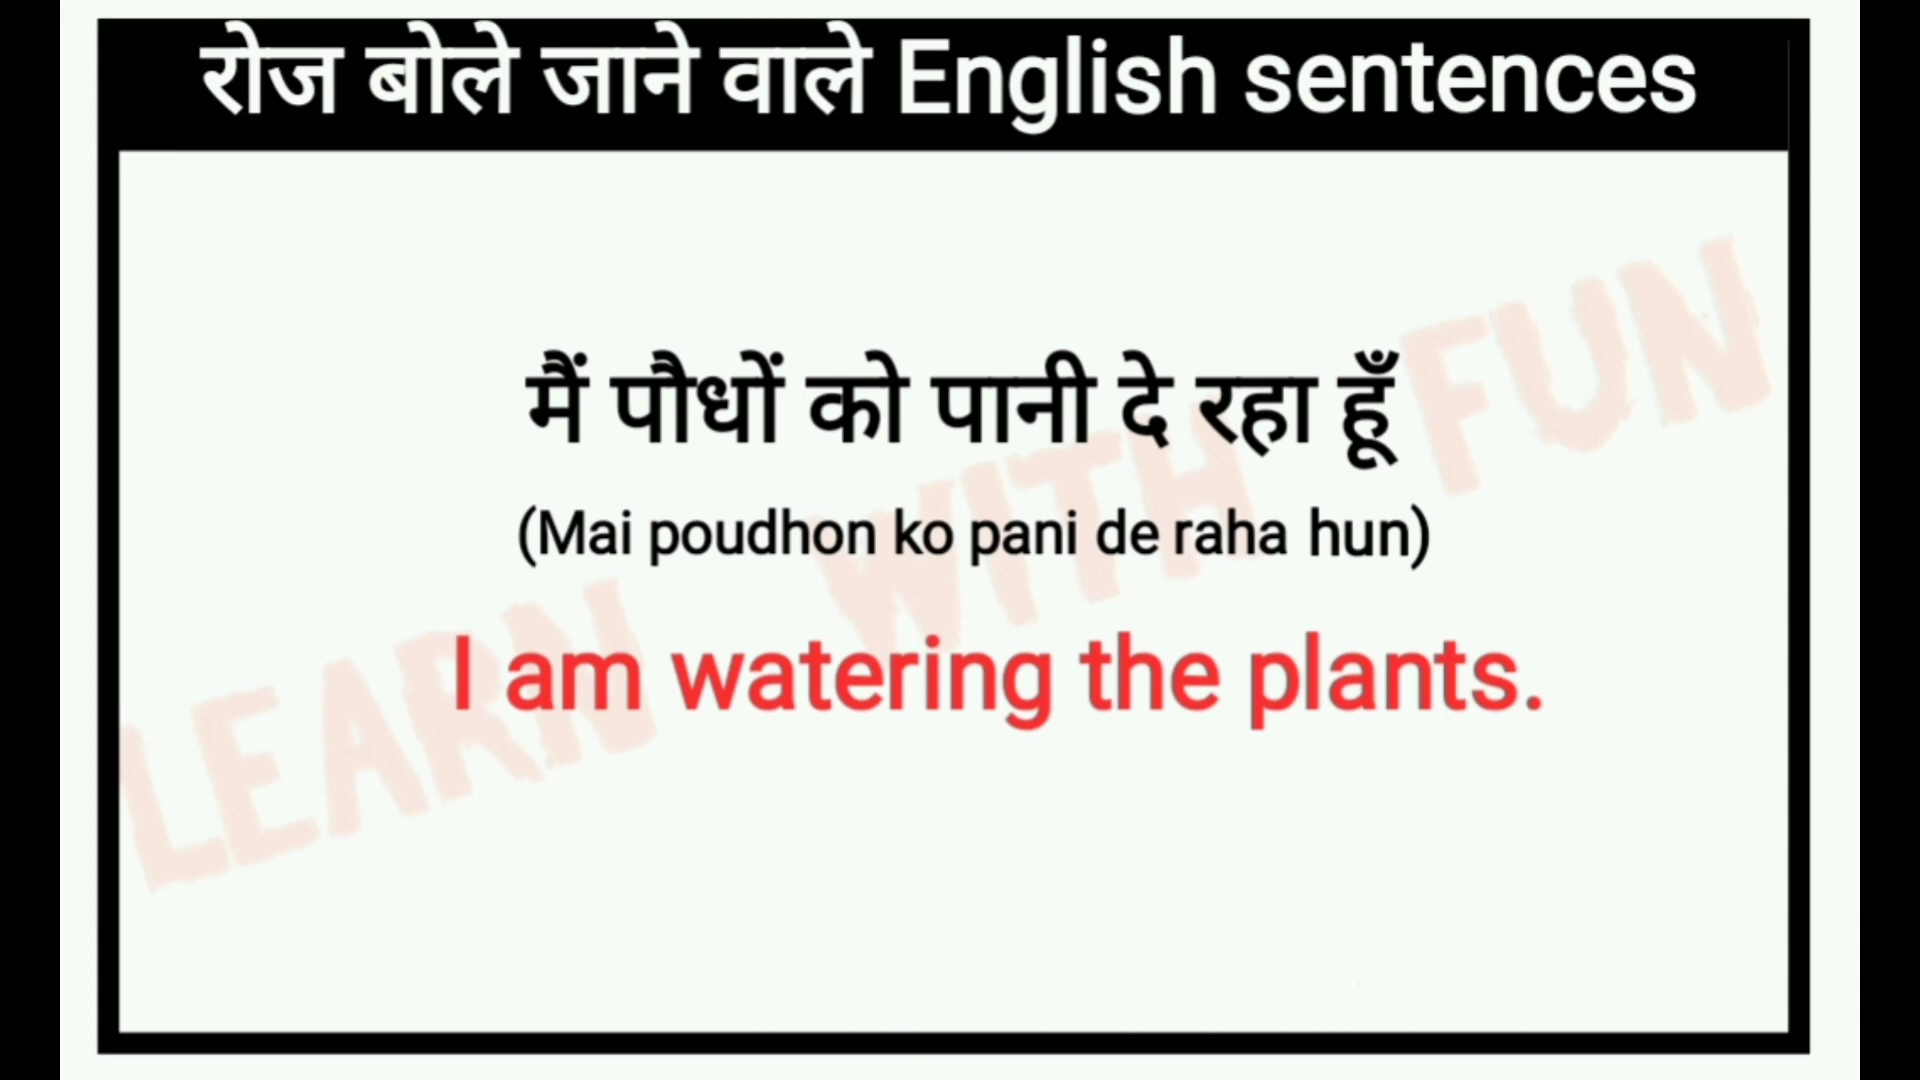 रोज बोले जाने वाले English sentences
मैं पौधों को पानी दे रहा हूँ
(Mai poudhon ko pani de raha hun)
I am watering the plants.
LEARN WITH FUN